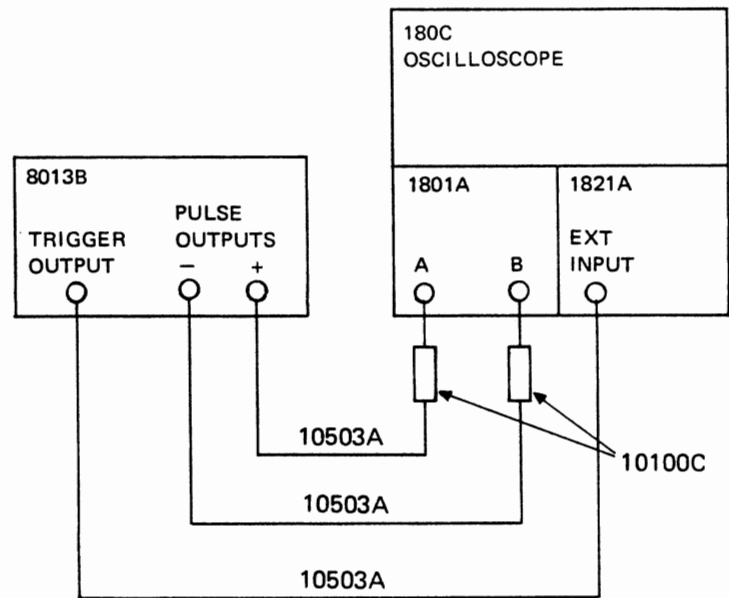 180C
OSCILLOSCOPE
8013B
1801A
1821A
TRIGGER
OUTPUT
PULSE
OUTPUTS
−
+
A
B
EXT
INPUT
10503A
10100C
10503A
10503A